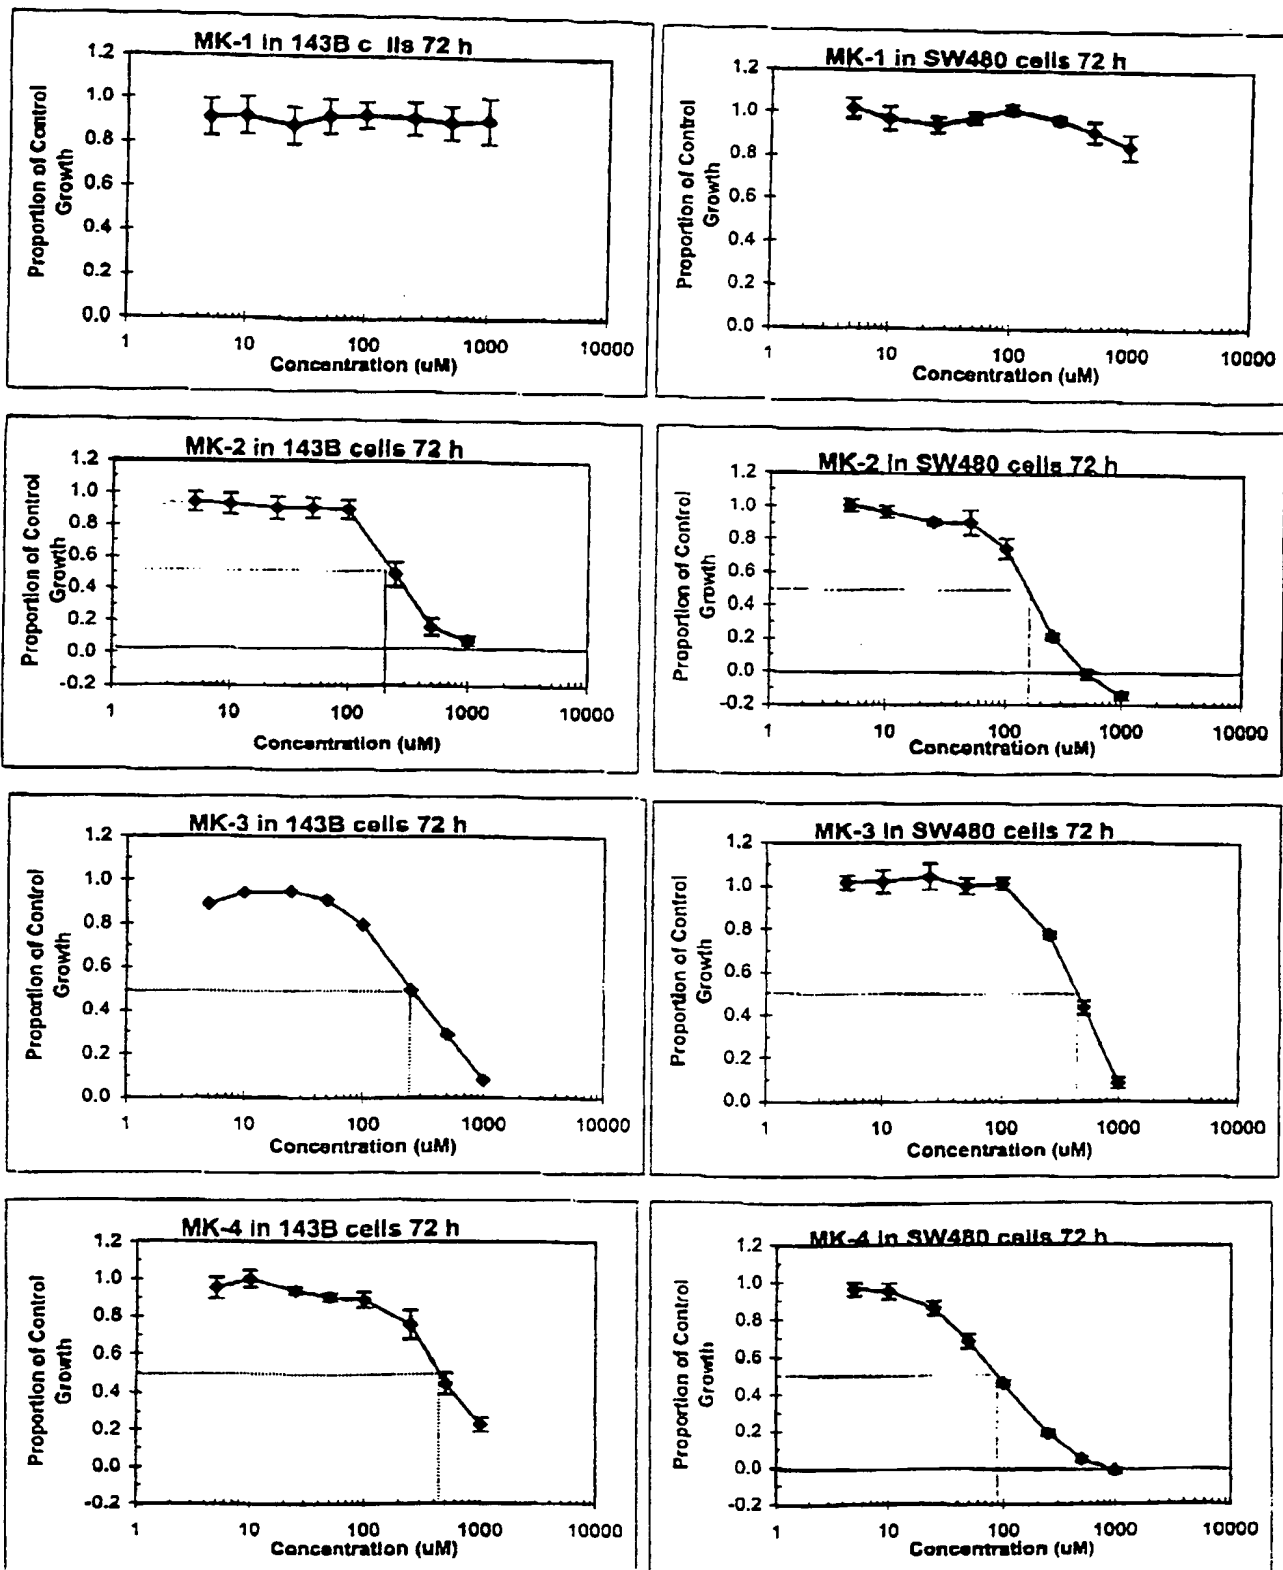 MK-1 in 143B c lls 72 h
Proportion of Control
Growth
1.2
1.0
0.8
0.6
0.4
0.2
0.0
1 10 100 1000 10000
Concentration (uM)
MK-1 in SW480 cells 72 h
Proportion of Control
Growth
1.2
1.0
0.8
0.6
0.4
0.2
0.0
1 10 100 1000 10000
Concentration (uM)
MK-2 in 143B cells 72 h
Proportion of Control
Growth
1.2
1.0
0.8
0.6
0.4
0.2
0.0
-0.2
1 10 100 1000 10000
Concentration (uM)
MK-2 in SW480 cells 72 h
Proportion of Control
Growth
1.2
1.0
0.8
0.6
0.4
0.2
0.0
-0.2
1 10 100 1000 10000
Concentration (uM)
MK-3 in 143B cells 72 h
Proportion of Control
Growth
1.2
1.0
0.8
0.6
0.4
0.2
0.0
1 10 100 1000 10000
Concentration (uM)
MK-3 in SW480 cells 72 h
Proportion of Control
Growth
1.2
1.0
0.8
0.6
0.4
0.2
0.0
1 10 100 1000 10000
Concentration (uM)
MK-4 in 143B cells 72 h
Proportion of Control
Growth
1.2
1.0
0.8
0.6
0.4
0.2
0.0
-0.2
1 10 100 1000 10000
Concentration (uM)
MK-4 in SW480 cells 72 h
Proportion of Control
Growth
1.2
1.0
0.8
0.6
0.4
0.2
0.0
-0.2
1 10 100 1000 10000
Concentration (uM)